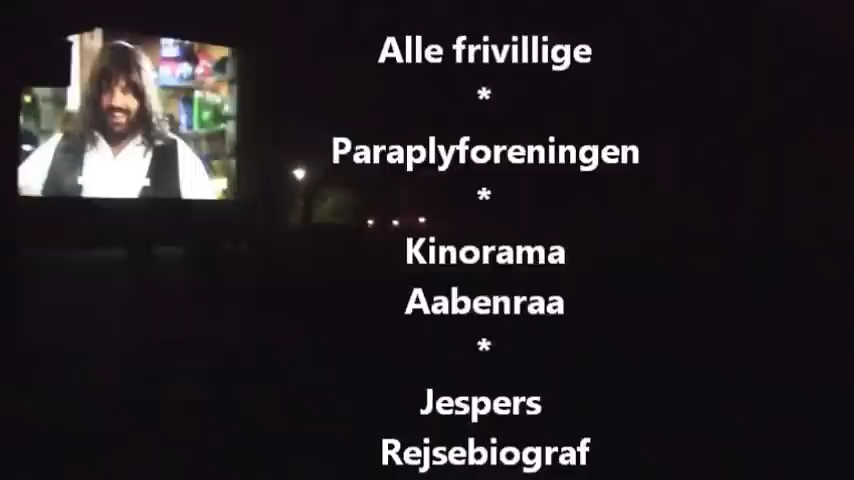 Alle frivillige
*
Paraplyforeningen
*
Kinorama
Aabenraa
*
Jespers
Rejsebiograf